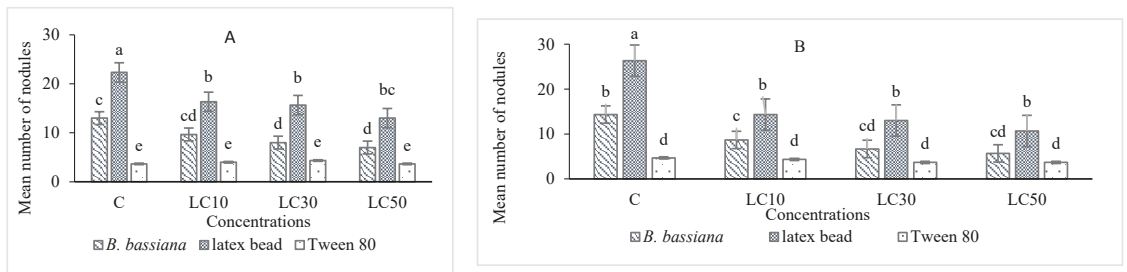 A
Mean number of nodules
30
20
10
0
a
b
b
bc
c
cd
d
d
e
e
e
e
C
LC10
LC30
LC50
Concentrations
B. bassiana
latex bead
Tween 80
B
Mean number of nodules
30
20
10
0
a
b
b
b
b
c
cd
cd
d
d
d
d
C
LC10
LC30
LC50
Concentrations
B. bassiana
latex bead
Tween 80